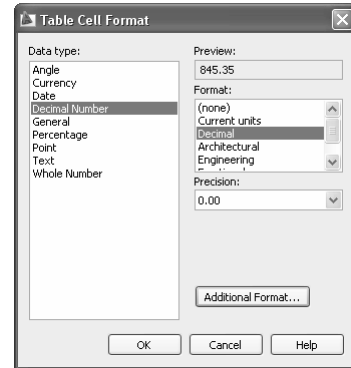 Table Cell Format
Data type:
Angle
Currency
Date
Decimal Number
General
Percentage
Point
Text
Whole Number
Preview:
845.35
Format:
(none)
Current units
Decimal
Architectural
Engineering
Precision:
0.00
Additional Format...
OK
Cancel
Help